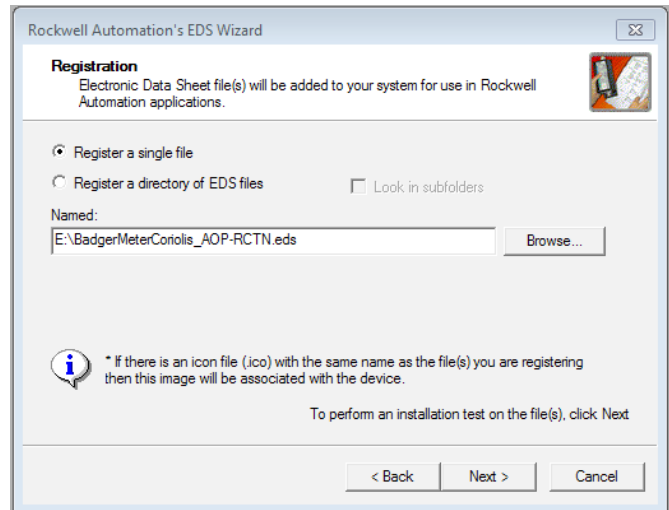 Rockwell Automation's EDS Wizard
Registration
Electronic Data Sheet file(s) will be added to your system for use in Rockwell
Automation applications.
Register a single file
Register a directory of EDS files
Look in subfolders
Named:
E:\BadgerMeterCoriolis_AOP-RCTN.eds
Browse...
* If there is an icon file (.ico) with the same name as the file(s) you are registering
then this image will be associated with the device.
To perform an installation test on the file(s), click Next
< Back
Next >
Cancel